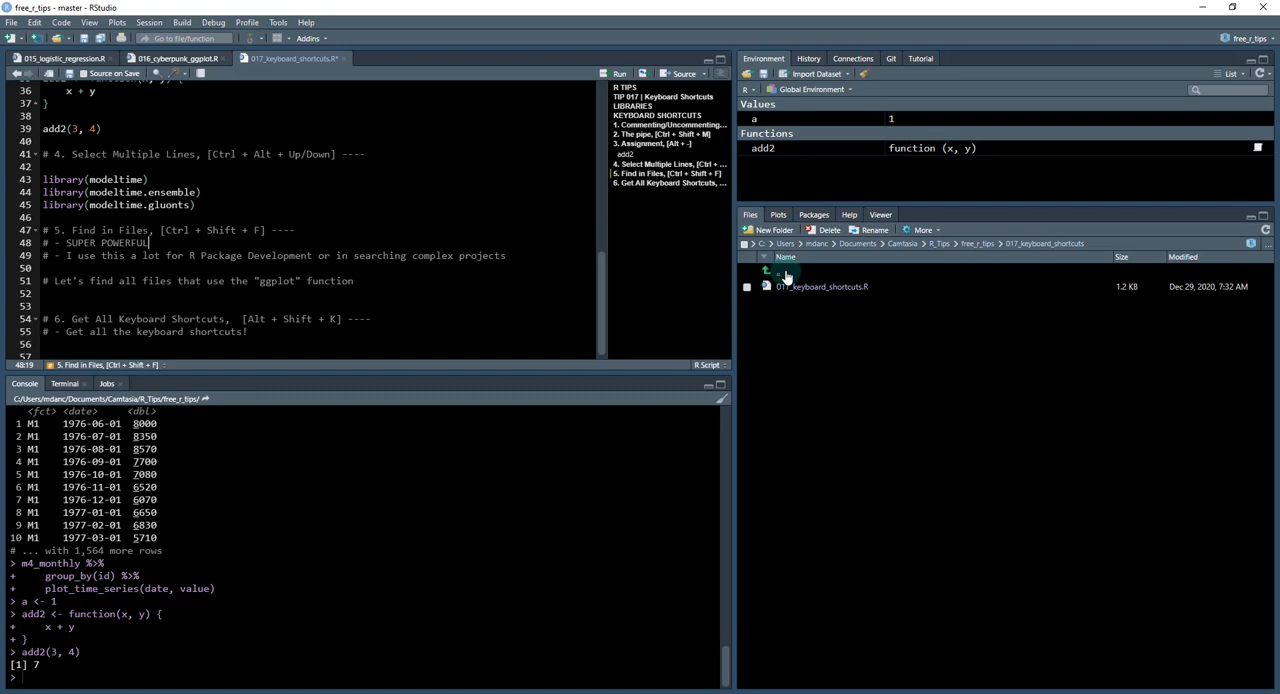 free_r_tips - master - RStudio
File Edit Code View Plots Session Build Debug Profile Tools Help
Go to file/function Addins free_r_tips
015_logistic_regression.R 016_cyberpunk_ggplot.R 017_keyboard_shortcuts.R*
Source on Save Run Source
36 x + y
37 }
38
39 add2(3, 4)
40
41 # 4. Select Multiple Lines, [Ctrl + Alt + Up/Down] ----
42
43 library(modeltime)
44 library(modeltime.ensemble)
45 library(modeltime.gluonts)
46
47 # 5. Find in Files, [Ctrl + Shift + F] ----
48 # - SUPER POWERFUL
49 # - I use this a lot for R Package Development or in searching complex projects
50
51 # Let's find all files that use the "ggplot" function
52
53
54 # 6. Get All Keyboard Shortcuts,  [Alt + Shift + K] ----
55 # - Get all the keyboard shortcuts!
56
57
R TIPS
TIP 017 | Keyboard Shortcuts
LIBRARIES
KEYBOARD SHORTCUTS
1. Commenting/Uncommenting...
2. The pipe, [Ctrl + Shift + M]
3. Assignment, [Alt + -]
add2
4. Select Multiple Lines, [Ctrl + ...
5. Find in Files, [Ctrl + Shift + F]
6. Get All Keyboard Shortcuts, ...
48:19 5. Find in Files, [Ctrl + Shift + F] R Script
Console Terminal Jobs
C:/Users/mdanc/Documents/Camtasia/R_Tips/free_r_tips/
<fct> <date> <dbl>
1 M1 1976-06-01 8000
2 M1 1976-07-01 8350
3 M1 1976-08-01 8570
4 M1 1976-09-01 7700
5 M1 1976-10-01 7080
6 M1 1976-11-01 6520
7 M1 1976-12-01 6070
8 M1 1977-01-01 6650
9 M1 1977-02-01 6830
10 M1 1977-03-01 5710
# ... with 1,564 more rows
> m4_monthly %>%
+ group_by(id) %>%
+ plot_time_series(date, value)
> a <- 1
> add2 <- function(x, y) {
+ x + y
+ }
> add2(3, 4)
[1] 7
>
Environment History Connections Git Tutorial
Import Dataset List
R Global Environment
Values
a 1
Functions
add2 function (x, y)
Files Plots Packages Help Viewer
New Folder Delete Rename More
C: Users mdanc Documents Camtasia R_Tips free_r_tips 017_keyboard_shortcuts
Name Size Modified
..
017_keyboard_shortcuts.R 1.2 KB Dec 29, 2020, 7:32 AM